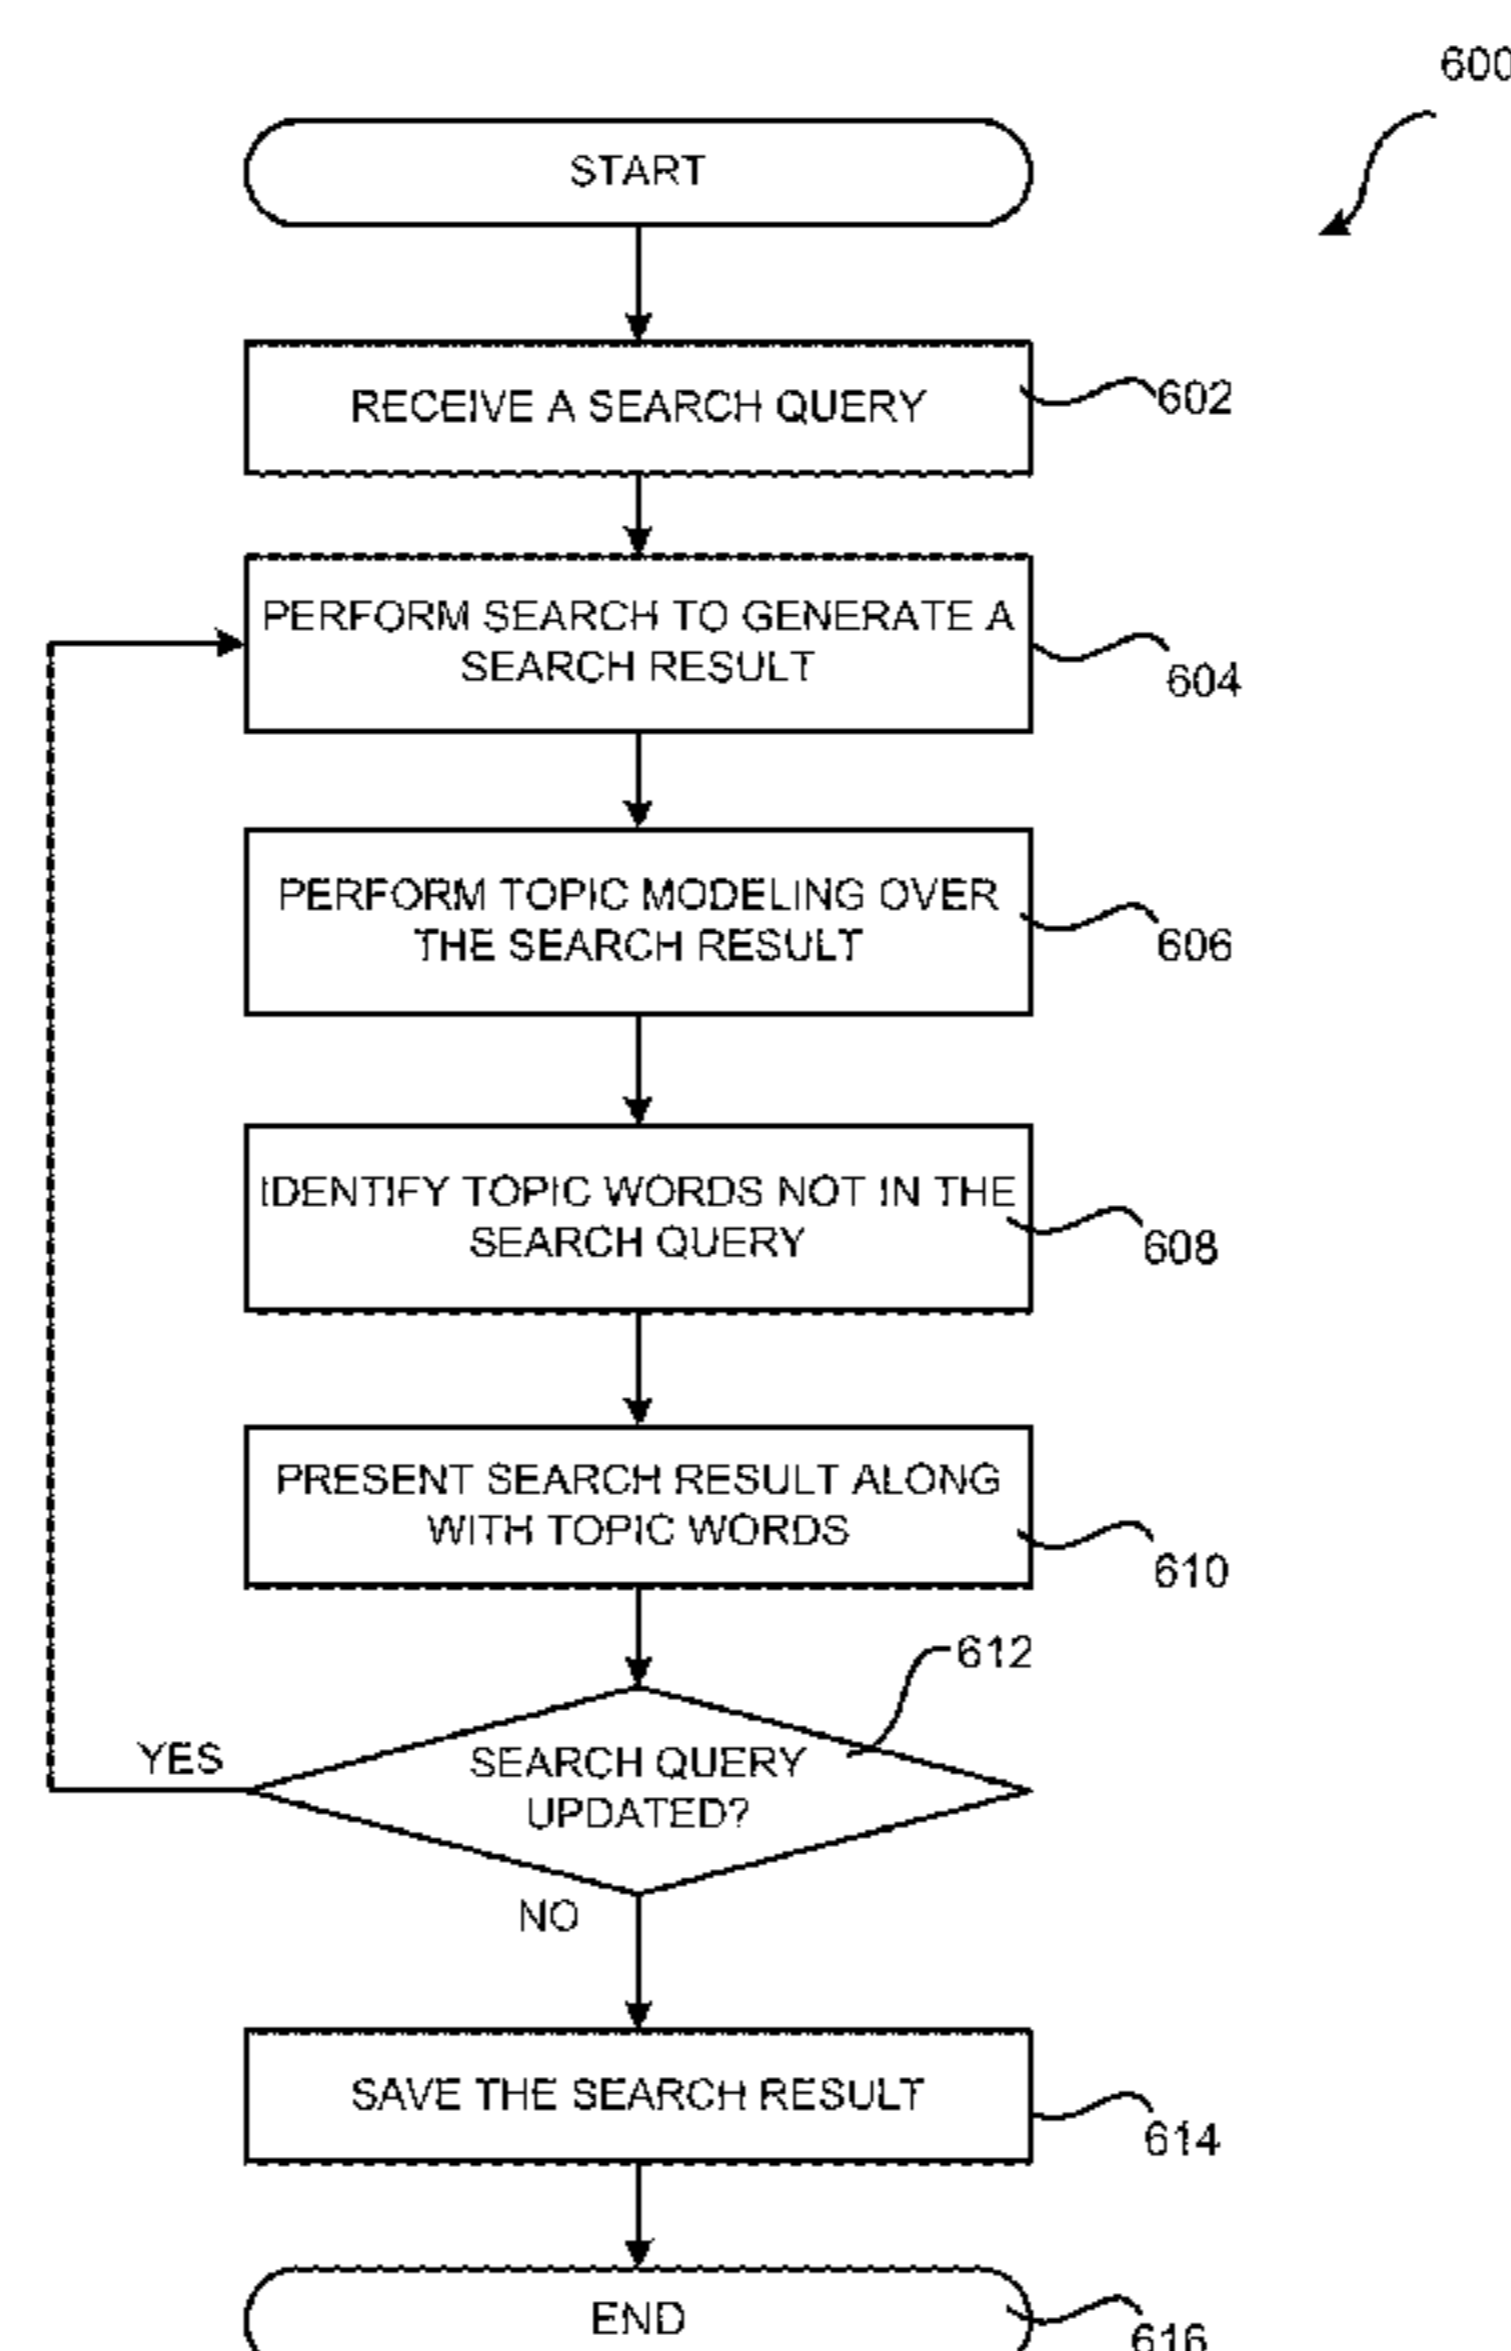 600
START
RECEIVE A SEARCH QUERY
602
PERFORM SEARCH TO GENERATE A
SEARCH RESULT
604
PERFORM TOPIC MODELING OVER
THE SEARCH RESULT
606
IDENTIFY TOPIC WORDS NOT IN THE
SEARCH QUERY
608
PRESENT SEARCH RESULT ALONG
WITH TOPIC WORDS
610
612
SEARCH QUERY
UPDATED?
YES
NO
SAVE THE SEARCH RESULT
614
END
616